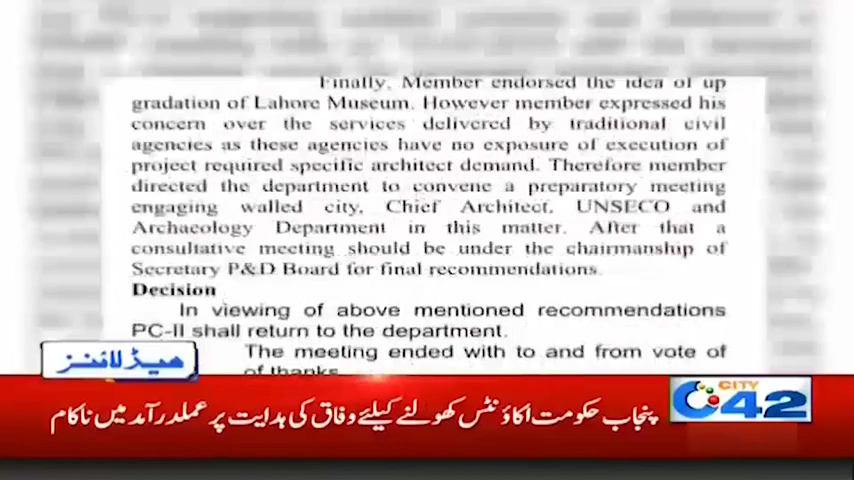 Finally, Member endorsed the idea of up
gradation of Lahore Museum. However member expressed his
concern over the services delivered by traditional civil
agencies as these agencies have no exposure of execution of
project required specific architect demand. Therefore member
directed the department to convene a preparatory meeting
engaging walled city, Chief Architect, UNSECO and
Archaeology Department in this matter. After that a
consultative meeting should be under the chairmanship of
Secretary P&D Board for final recommendations.
Decision
In viewing of above mentioned recommendations
PC-II shall return to the department.
The meeting ended with to and from vote of
of thanks
ھیڈلائنز
پنجاب حکومت اکاؤنٹس کھولنے کیلئے وفاق کی ہدایت پر عملدرآمد میں ناکام
CITY
42